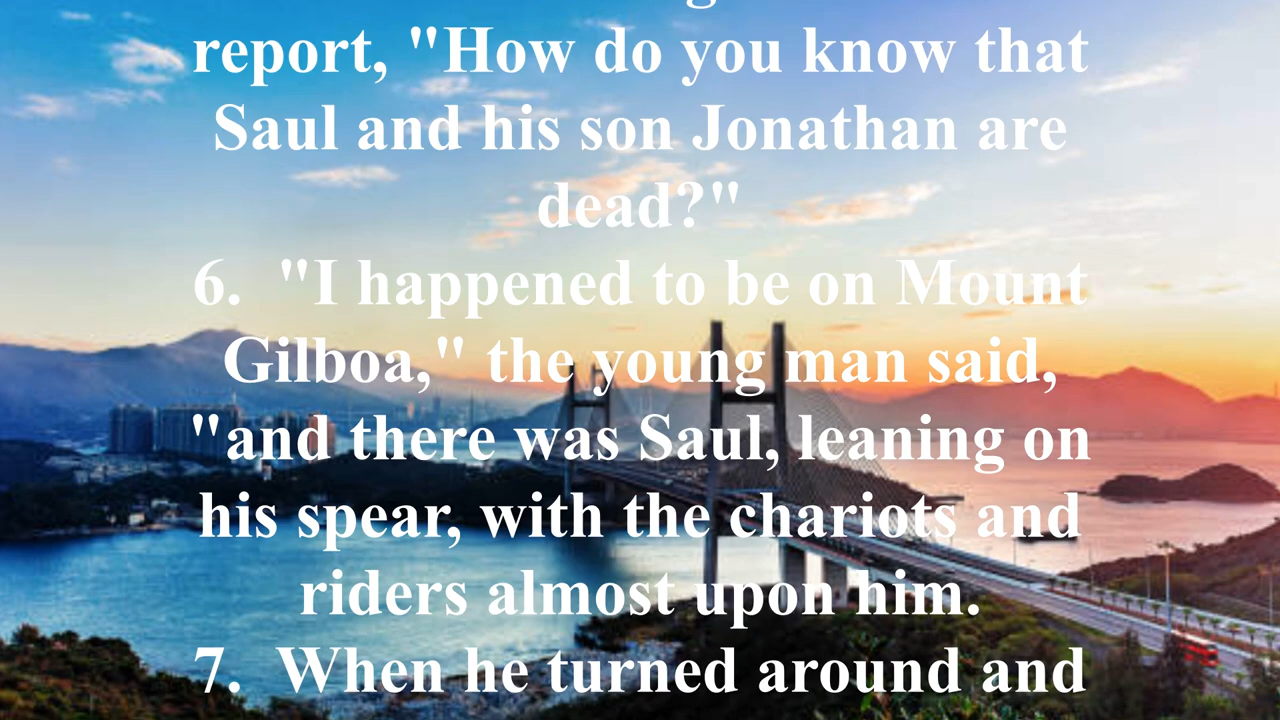 report, "How do you know that
Saul and his son Jonathan are
dead?"
6.  "I happened to be on Mount
Gilboa," the young man said,
"and there was Saul, leaning on
his spear, with the chariots and
riders almost upon him.
7.  When he turned around and